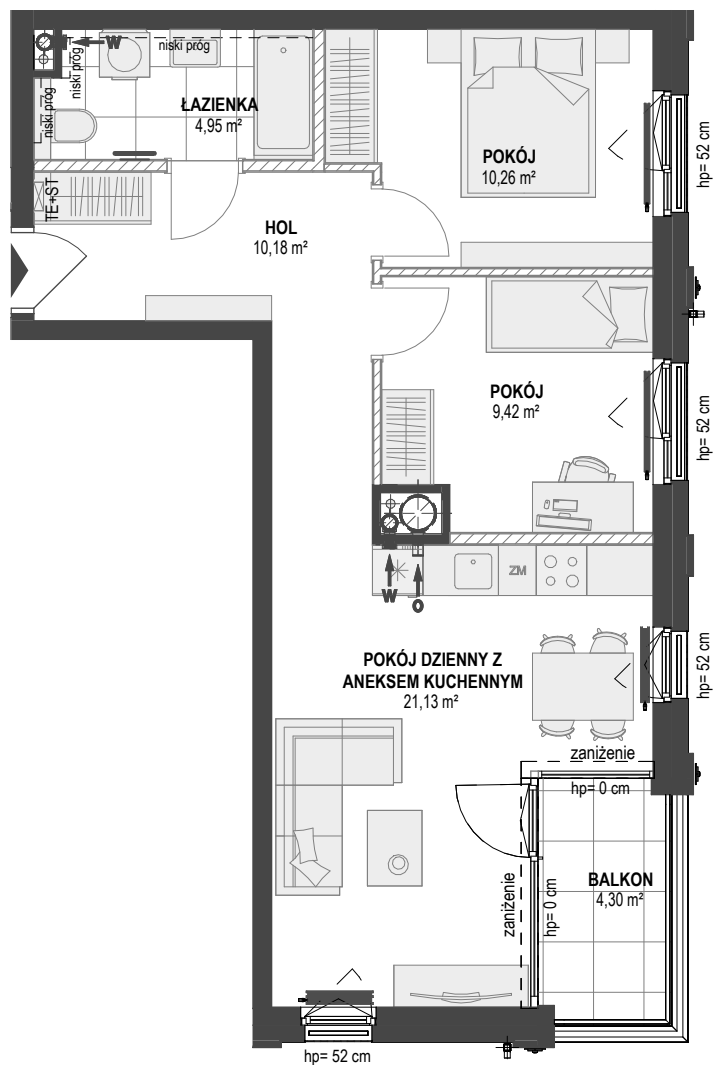 W
niski próg
niski próg
niski próg
ŁAZIENKA
4,95 m²
POKÓJ
10,26 m²
hp= 52 cm
TE+ST
HOL
10,18 m²
POKÓJ
9,42 m²
hp= 52 cm
ZM
W
O
POKÓJ DZIENNY Z
ANEKSEM KUCHENNYM
21,13 m²
hp= 52 cm
zaniżenie
hp= 0 cm
BALKON
4,30 m²
zaniżenie
hp= 0 cm
hp= 52 cm